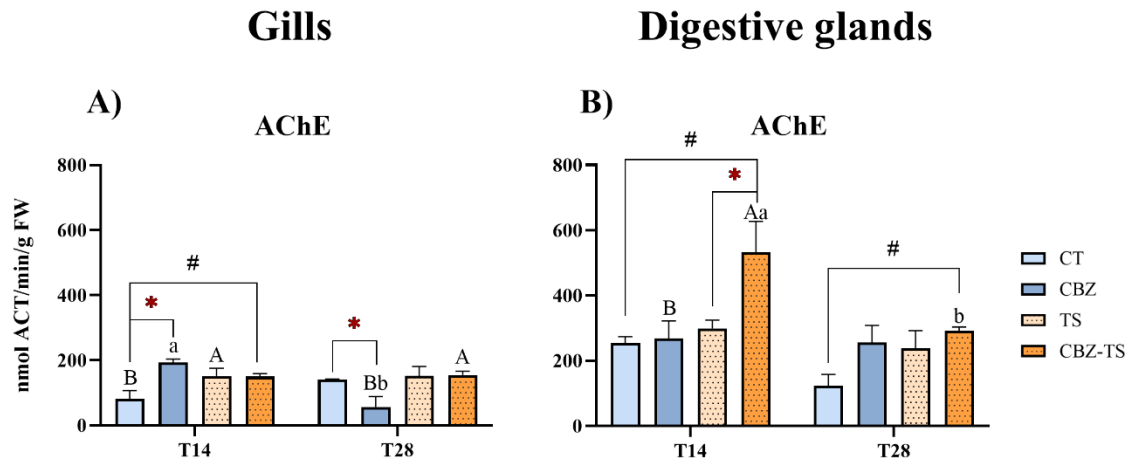 Gills
Digestive glands
A)
AChE
nmol ACT/min/g FW
800
600
400
200
0
#
*
*
B
a
A
Bb
A
T14
T28
B)
AChE
800
600
400
200
0
#
*
Aa
#
B
b
T14
T28
CT
CBZ
TS
CBZ-TS